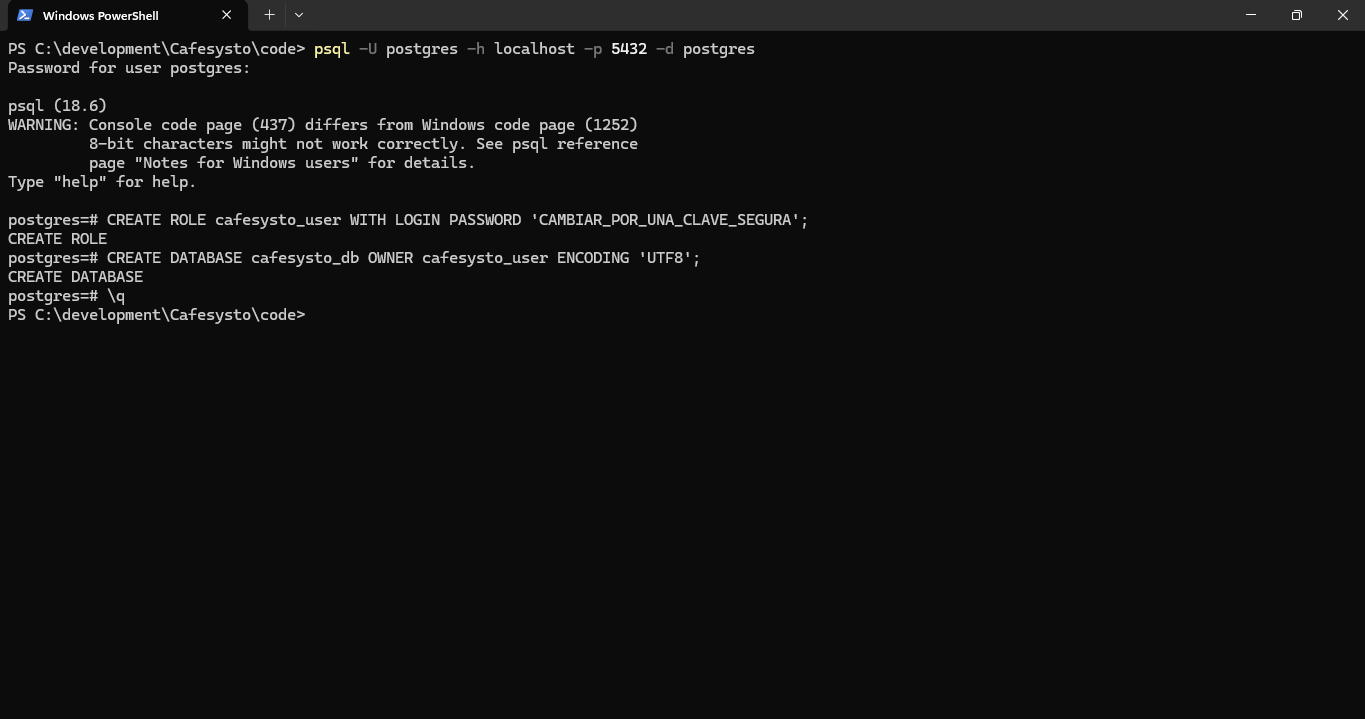 Windows PowerShell
PS C:\development\Cafesysto\code> psql -U postgres -h localhost -p 5432 -d postgres
Password for user postgres:
psql (18.6)
WARNING: Console code page (437) differs from Windows code page (1252)
         8-bit characters might not work correctly. See psql reference
         page "Notes for Windows users" for details.
Type "help" for help.
postgres=# CREATE ROLE cafesysto_user WITH LOGIN PASSWORD 'CAMBIAR_POR_UNA_CLAVE_SEGURA';
CREATE ROLE
postgres=# CREATE DATABASE cafesysto_db OWNER cafesysto_user ENCODING 'UTF8';
CREATE DATABASE
postgres=# \q
PS C:\development\Cafesysto\code>